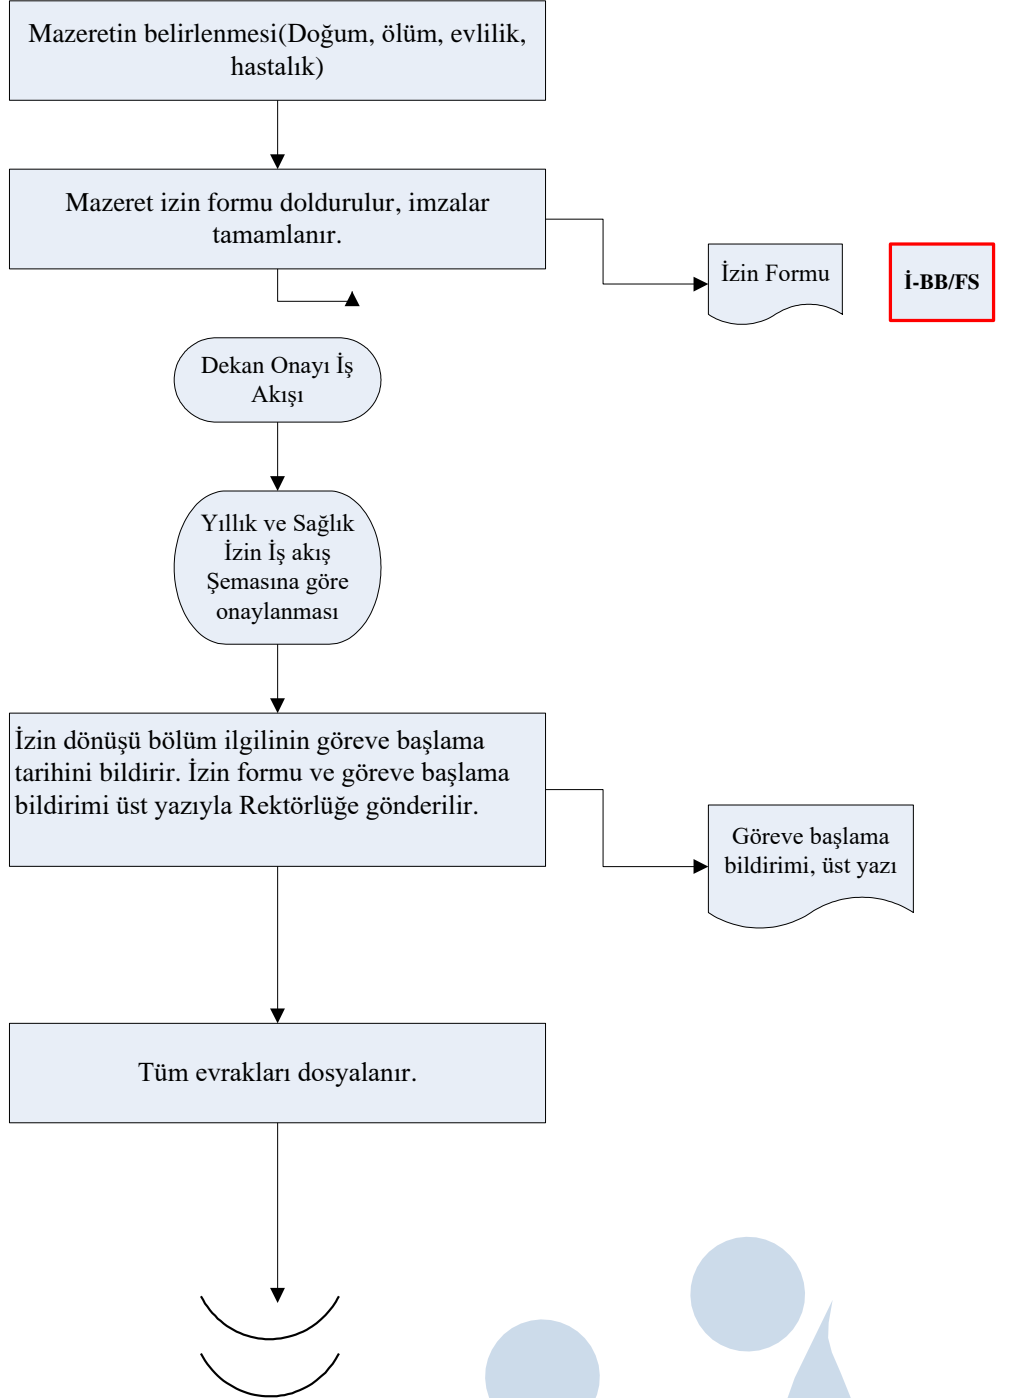 Mazeretin belirlenmesi(Doğum, ölüm, evlilik,
hastalık)
Mazeret izin formu doldurulur, imzalar
tamamlanır.
İzin Formu
İ-BB/FS
Dekan Onayı İş
Akışı
Yıllık ve Sağlık
İzin İş akış
Şemasına göre
onaylanması
İzin dönüşü bölüm ilgilinin göreve başlama
tarihini bildirir. İzin formu ve göreve başlama
bildirimi üst yazıyla Rektörlüğe gönderilir.
Göreve başlama
bildirimi, üst yazı
Tüm evrakları dosyalanır.